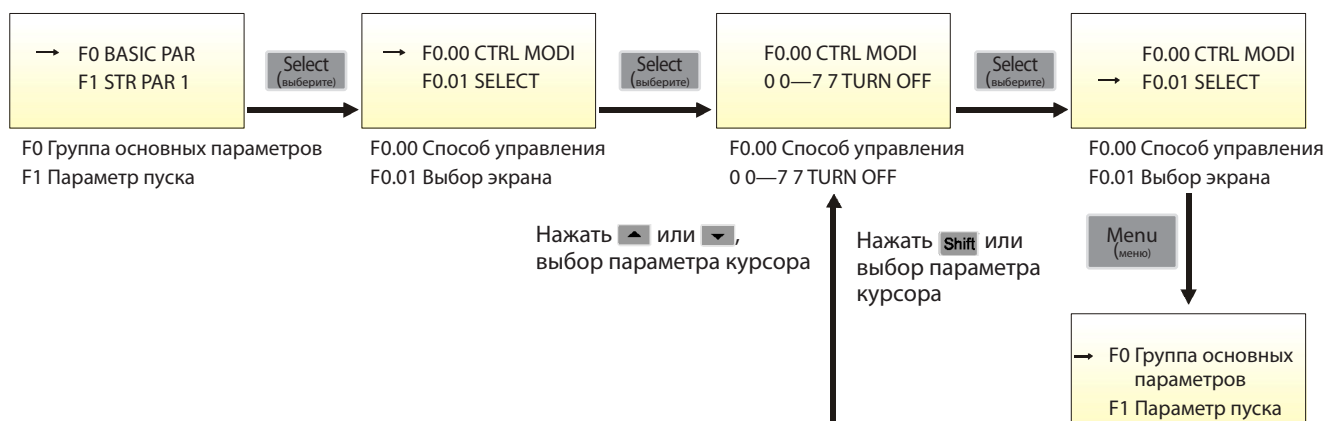 F0 BASIC PAR
F1 STR PAR 1
Select
(выберите)
F0.00 CTRL MODI
F0.01 SELECT
Select
(выберите)
F0.00 CTRL MODI
0 0—7 7 TURN OFF
Select
(выберите)
F0.00 CTRL MODI
F0.01 SELECT
F0 Группа основных параметров
F1 Параметр пуска
F0.00 Способ управления
F0.01 Выбор экрана
F0.00 Способ управления
0 0—7 7 TURN OFF
F0.00 Способ управления
F0.01 Выбор экрана
Нажать или ,
выбор параметра курсора
Нажать Shift или
выбор параметра
курсора
Menu
(меню)
F0 Группа основных
параметров
F1 Параметр пуска